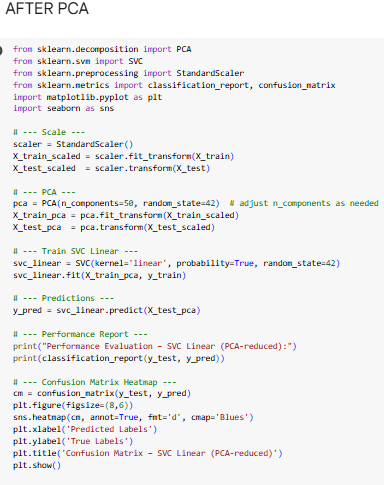 AFTER PCA
from sklearn.decomposition import PCA
from sklearn.svm import SVC
from sklearn.preprocessing import StandardScaler
from sklearn.metrics import classification_report, confusion_matrix
import matplotlib.pyplot as plt
import seaborn as sns
# --- Scale ---
scaler = StandardScaler()
X_train_scaled = scaler.fit_transform(X_train)
X_test_scaled  = scaler.transform(X_test)
# --- PCA ---
pca = PCA(n_components=50, random_state=42)  # adjust n_components as needed
X_train_pca = pca.fit_transform(X_train_scaled)
X_test_pca  = pca.transform(X_test_scaled)
# --- Train SVC Linear ---
svc_linear = SVC(kernel='linear', probability=True, random_state=42)
svc_linear.fit(X_train_pca, y_train)
# --- Predictions ---
y_pred = svc_linear.predict(X_test_pca)
# --- Performance Report ---
print("Performance Evaluation – SVC Linear (PCA-reduced):")
print(classification_report(y_test, y_pred))
# --- Confusion Matrix Heatmap ---
cm = confusion_matrix(y_test, y_pred)
plt.figure(figsize=(8,6))
sns.heatmap(cm, annot=True, fmt='d', cmap='Blues')
plt.xlabel('Predicted Labels')
plt.ylabel('True Labels')
plt.title('Confusion Matrix – SVC Linear (PCA-reduced)')
plt.show()